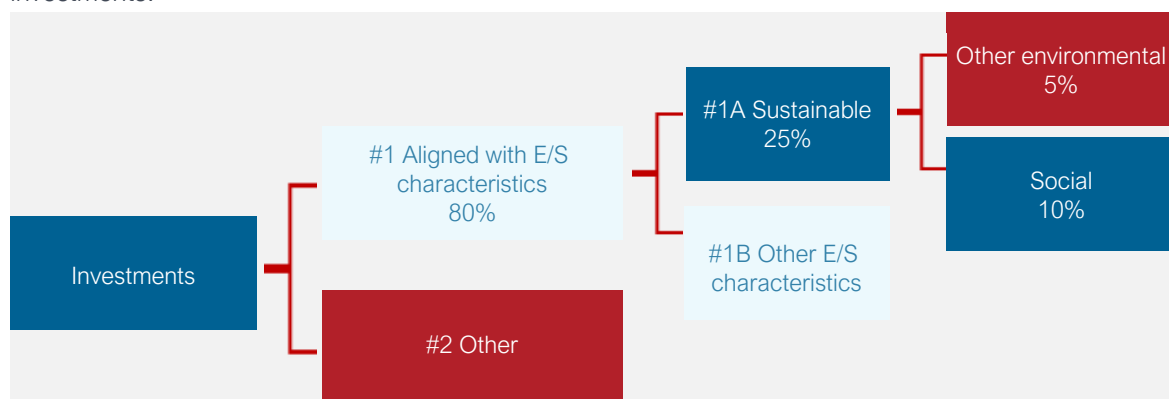 investments.
Other environmental
5%
#1A Sustainable
25%
#1 Aligned with E/S
characteristics
80%
Social
10%
#1B Other E/S
characteristics
Investments
#2 Other